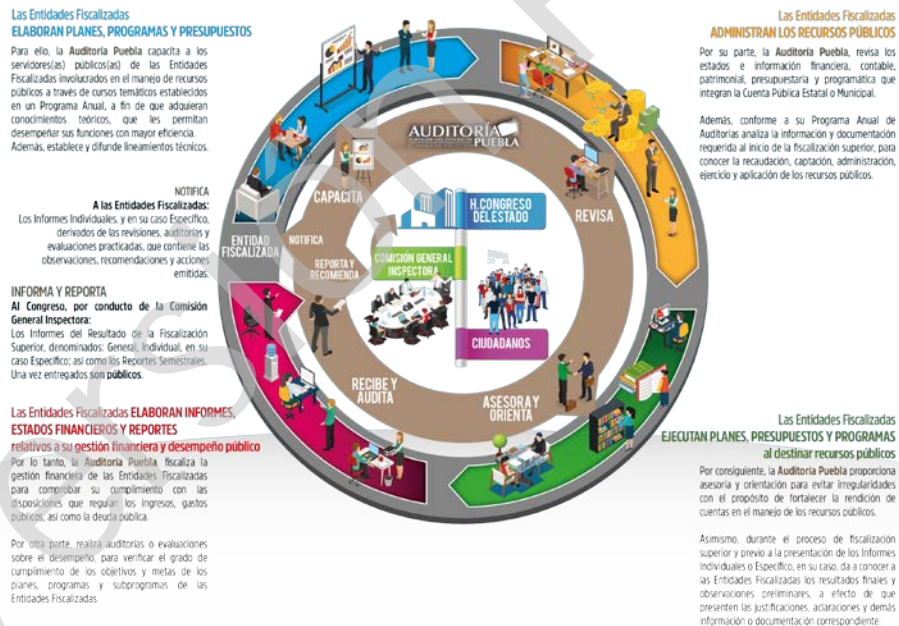 Las Entidades Fiscalizadas
ELABORAN PLANES, PROGRAMAS Y PRESUPUESTOS
Para ello, la Auditoría Puebla capacita a los
servidores(as) públicos(as) de las Entidades
Fiscalizadas involucrados en el manejo de recursos
públicos a través de cursos temáticos establecidos
en un Programa Anual, a fin de que adquieran
conocimientos teóricos, que les permitan
desempeñar sus funciones con mayor eficiencia.
Además, establece y difunde lineamientos técnicos.
NOTIFICA
A las Entidades Fiscalizadas:
Los Informes Individuales, y en su caso Específico,
derivados de las revisiones, auditorías y
evaluaciones practicadas, que contiene las
observaciones, recomendaciones y acciones
emitidas.
INFORMA Y REPORTA
Al Congreso, por conducto de la Comisión
General Inspectora:
Los Informes del Resultado de la Fiscalización
Superior, denominados: General, Individual, en su
caso Específico; así como los Reportes Semestrales.
Una vez entregados son públicos.
Las Entidades Fiscalizadas ELABORAN INFORMES,
ESTADOS FINANCIEROS Y REPORTES
relativos a su gestión financiera y desempeño público
Por lo tanto, la Auditoría Puebla fiscaliza la
gestión financiera de las Entidades Fiscalizadas
para comprobar su cumplimiento con las
disposiciones que regulan los ingresos, gastos
públicos, así como la deuda pública.
Por otra parte, realiza auditorías o evaluaciones
sobre el desempeño, para verificar el grado de
cumplimiento de los objetivos y metas de los
planes, programas y subprogramas de las
Entidades Fiscalizadas.
AUDITORÍA
PUEBLA
CAPACITA
H. CONGRESO
DEL ESTADO
REVISA
ENTIDAD
FISCALIZADA
NOTIFICA
REPORTA Y
RECOMIENDA
COMISIÓN GENERAL
INSPECTORA
CIUDADANOS
RECIBE Y
AUDITA
ASESORA Y
ORIENTA
Las Entidades Fiscalizadas
ADMINISTRAN LOS RECURSOS PÚBLICOS
Por su parte, la Auditoría Puebla, revisa los
estados e información financiera, contable,
patrimonial, presupuestaria y programática que
integran la Cuenta Pública Estatal o Municipal.
Además, conforme a su Programa Anual de
Auditorías analiza la información y documentación
requerida al inicio de la fiscalización superior, para
conocer la recaudación, captación, administración,
ejercicio y aplicación de los recursos públicos.
Las Entidades Fiscalizadas
EJECUTAN PLANES, PRESUPUESTOS Y PROGRAMAS
al destinar recursos públicos
Por consiguiente, la Auditoría Puebla proporciona
asesoría y orientación para evitar irregularidades
con el propósito de fortalecer la rendición de
cuentas en el manejo de los recursos públicos.
Asimismo, durante el proceso de fiscalización
superior y previo a la presentación de los Informes
Individuales o Específico, en su caso, da a conocer a
las Entidades Fiscalizadas los resultados finales y
observaciones preliminares, a efecto de que
presenten las justificaciones, aclaraciones y demás
información o documentación correspondiente.